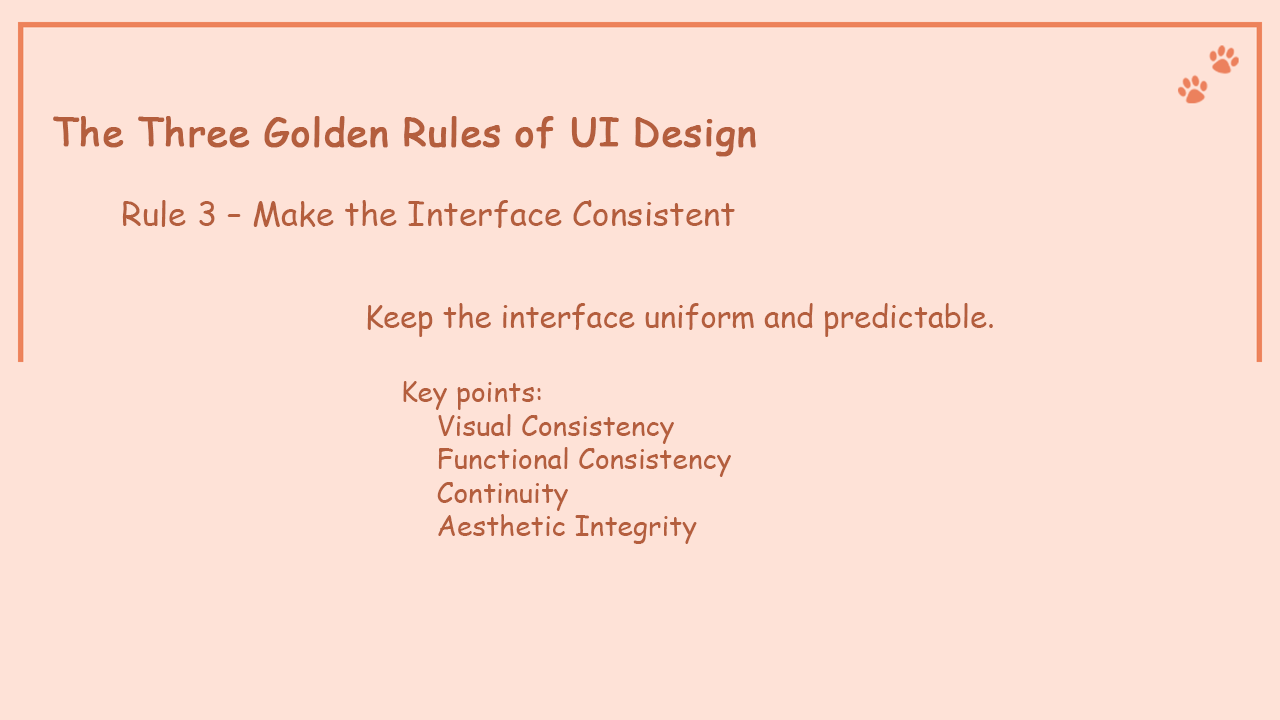 The Three Golden Rules of UI Design
Rule 3 – Make the Interface Consistent
Keep the interface uniform and predictable.
Key points:
Visual Consistency
Functional Consistency
Continuity
Aesthetic Integrity